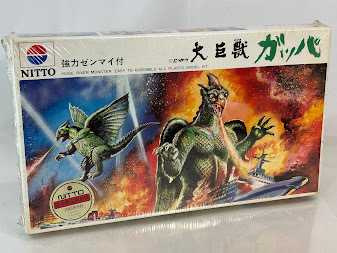 NITTO
強力ゼンマイ付
大巨獣ガッパ
HUGE RIVER MONSTER, EASY TO ASSEMBLE ALL PLASTIC MODEL KIT
NITTO